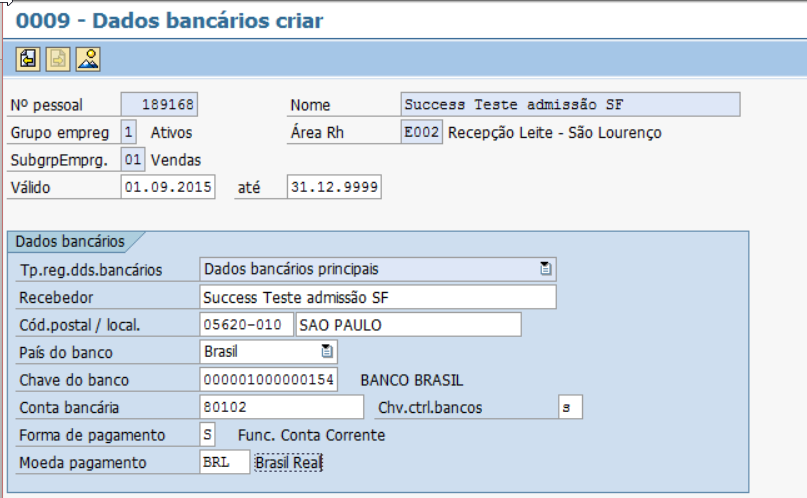 0009 - Dados bancários criar
Nº pessoal 189168 Nome Success Teste admissão SF
Grupo empreg 1 Ativos Área Rh E002 Recepção Leite - São Lourenço
SubgrpEmprg. 01 Vendas
Válido 01.09.2015 até 31.12.9999
Dados bancários
Tp.reg.dds.bancários Dados bancários principais
Recebedor Success Teste admissão SF
Cód.postal / local. 05620-010 SAO PAULO
País do banco Brasil
Chave do banco 000001000000154 BANCO BRASIL
Conta bancária 80102 Chv.ctrl.bancos s
Forma de pagamento S Func. Conta Corrente
Moeda pagamento BRL Brasil Real